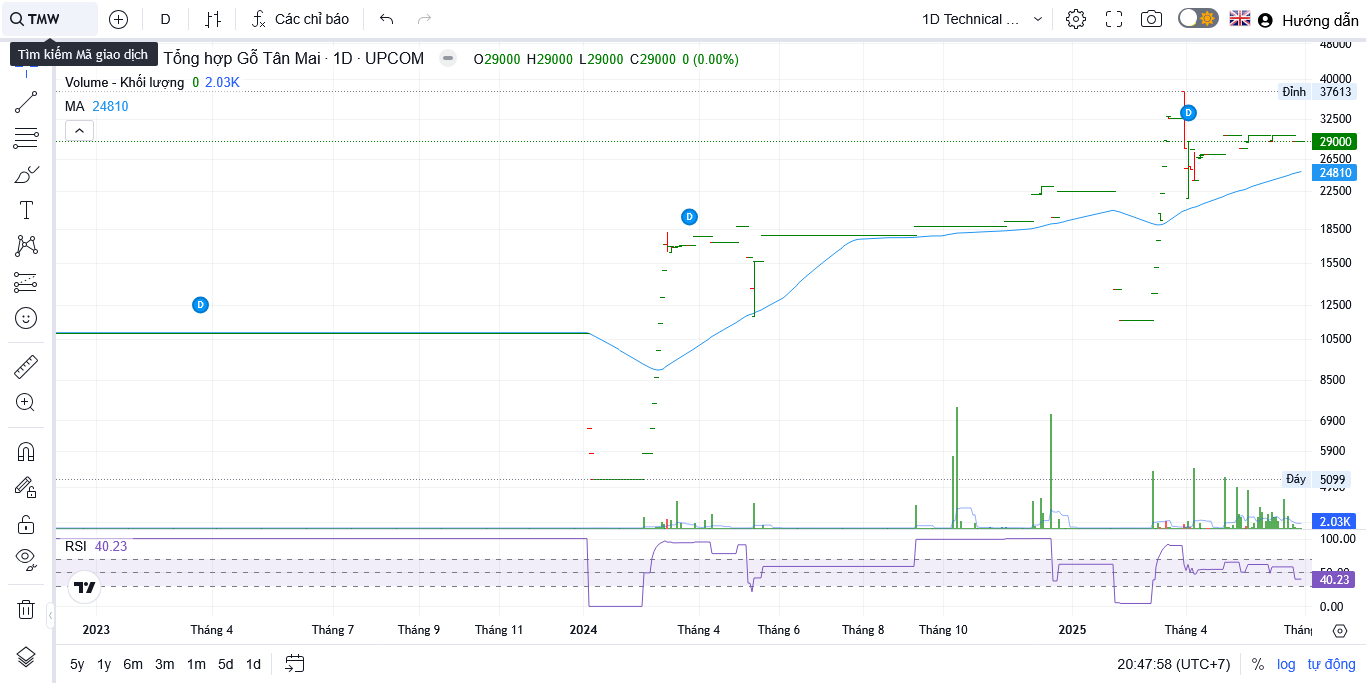 TMW
D
Các chỉ báo
1D Technical ...
Hướng dẫn
Tìm kiếm Mã giao dịch
Tổng hợp Gỗ Tân Mai · 1D · UPCOM
O29000 H29000 L29000 C29000 0 (0.00%)
Volume - Khối lượng 0 2.03K
MA 24810
48000
40000
Đỉnh 37613
32500
29000
26500
24810
22500
18500
15500
12500
10500
8500
6900
5900
Đáy 5099
2.03K
D
D
D
RSI 40.23
100.00
50.00
40.23
0.00
2023
Tháng 4
Tháng 7
Tháng 9
Tháng 11
2024
Tháng 4
Tháng 6
Tháng 8
Tháng 10
2025
Tháng 4
5y 1y 6m 3m 1m 5d 1d
20:47:58 (UTC+7)
%
log
tự động